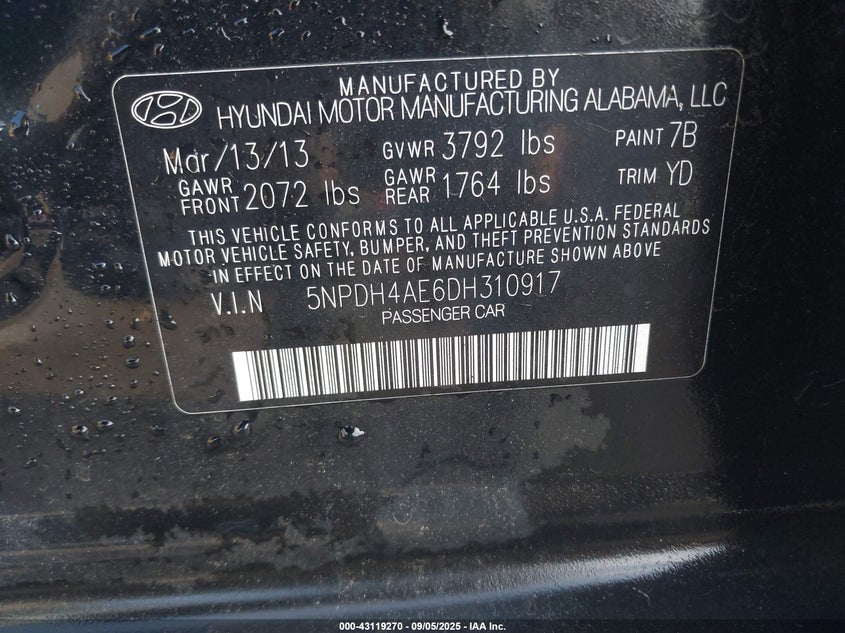 MANUFACTURED BY
HYUNDAI MOTOR MANUFACTURING ALABAMA, LLC
Mar/13/13 GVWR 3792 lbs PAINT 7B
GAWR FRONT 2072 lbs GAWR REAR 1764 lbs TRIM YD
THIS VEHICLE CONFORMS TO ALL APPLICABLE U.S.A. FEDERAL
MOTOR VEHICLE SAFETY, BUMPER, AND THEFT PREVENTION STANDARDS
IN EFFECT ON THE DATE OF MANUFACTURE SHOWN ABOVE
V.I.N 5NPDH4AE6DH310917
PASSENGER CAR
000-43119270 - 09/05/2025 - IAA Inc.